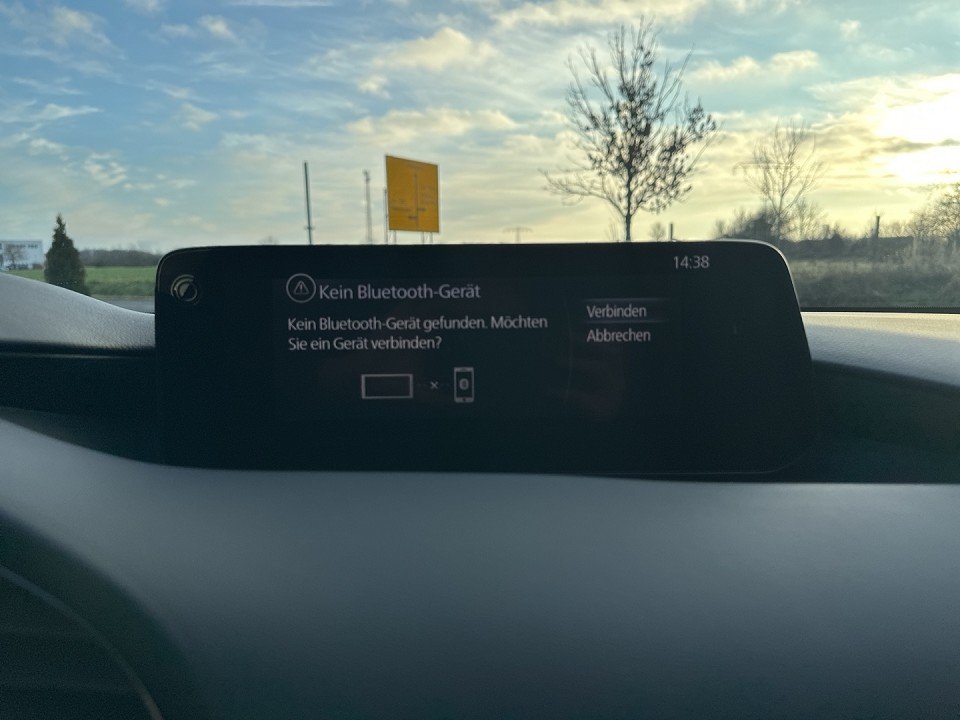 14:38
Kein Bluetooth-Gerät
Kein Bluetooth-Gerät gefunden. Möchten
Sie ein Gerät verbinden?
Verbinden
Abbrechen